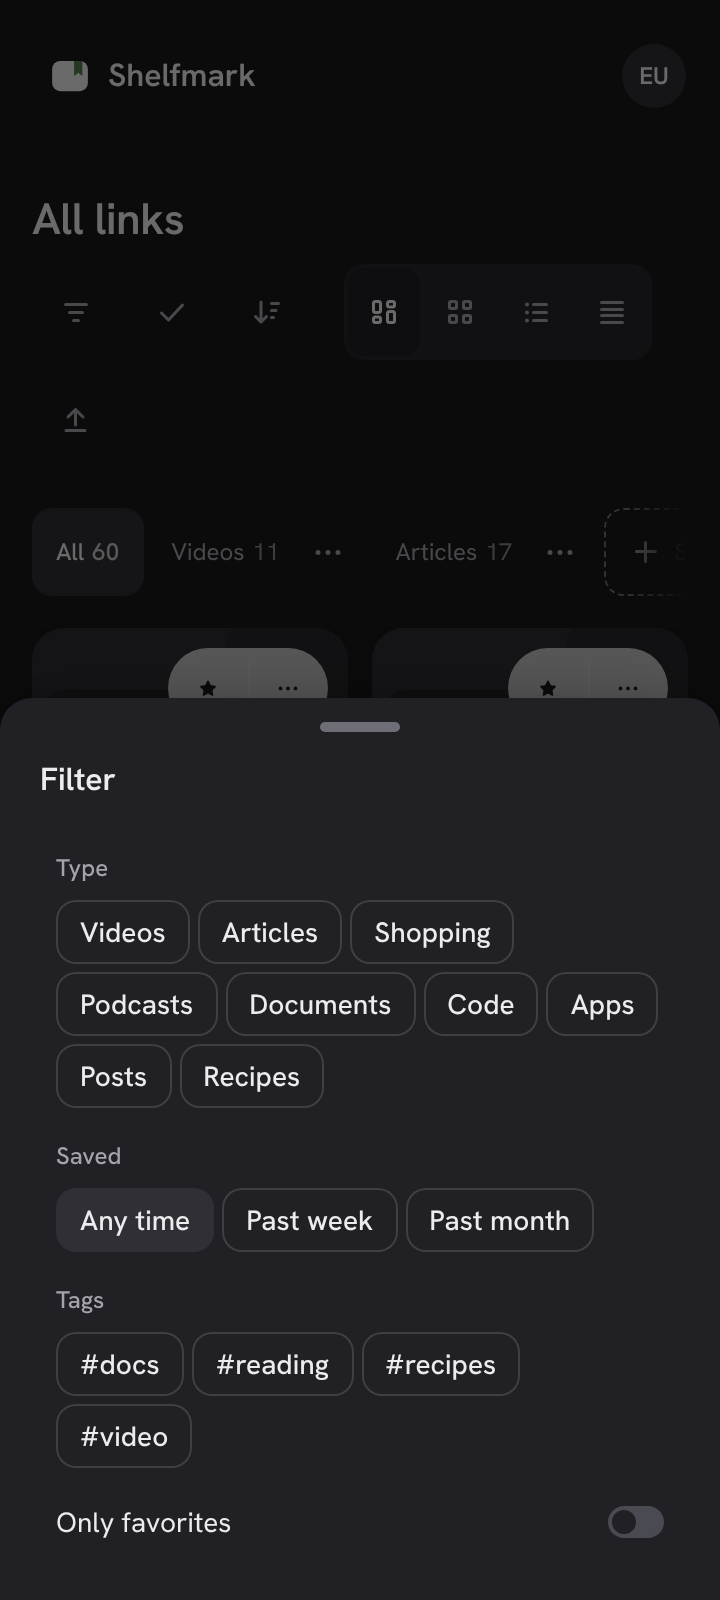 Shelfmark
EU
All links
All 60 Videos 11 Articles 17
Filter
Type
Videos Articles Shopping
Podcasts Documents Code Apps
Posts Recipes
Saved
Any time Past week Past month
Tags
#docs #reading #recipes
#video
Only favorites